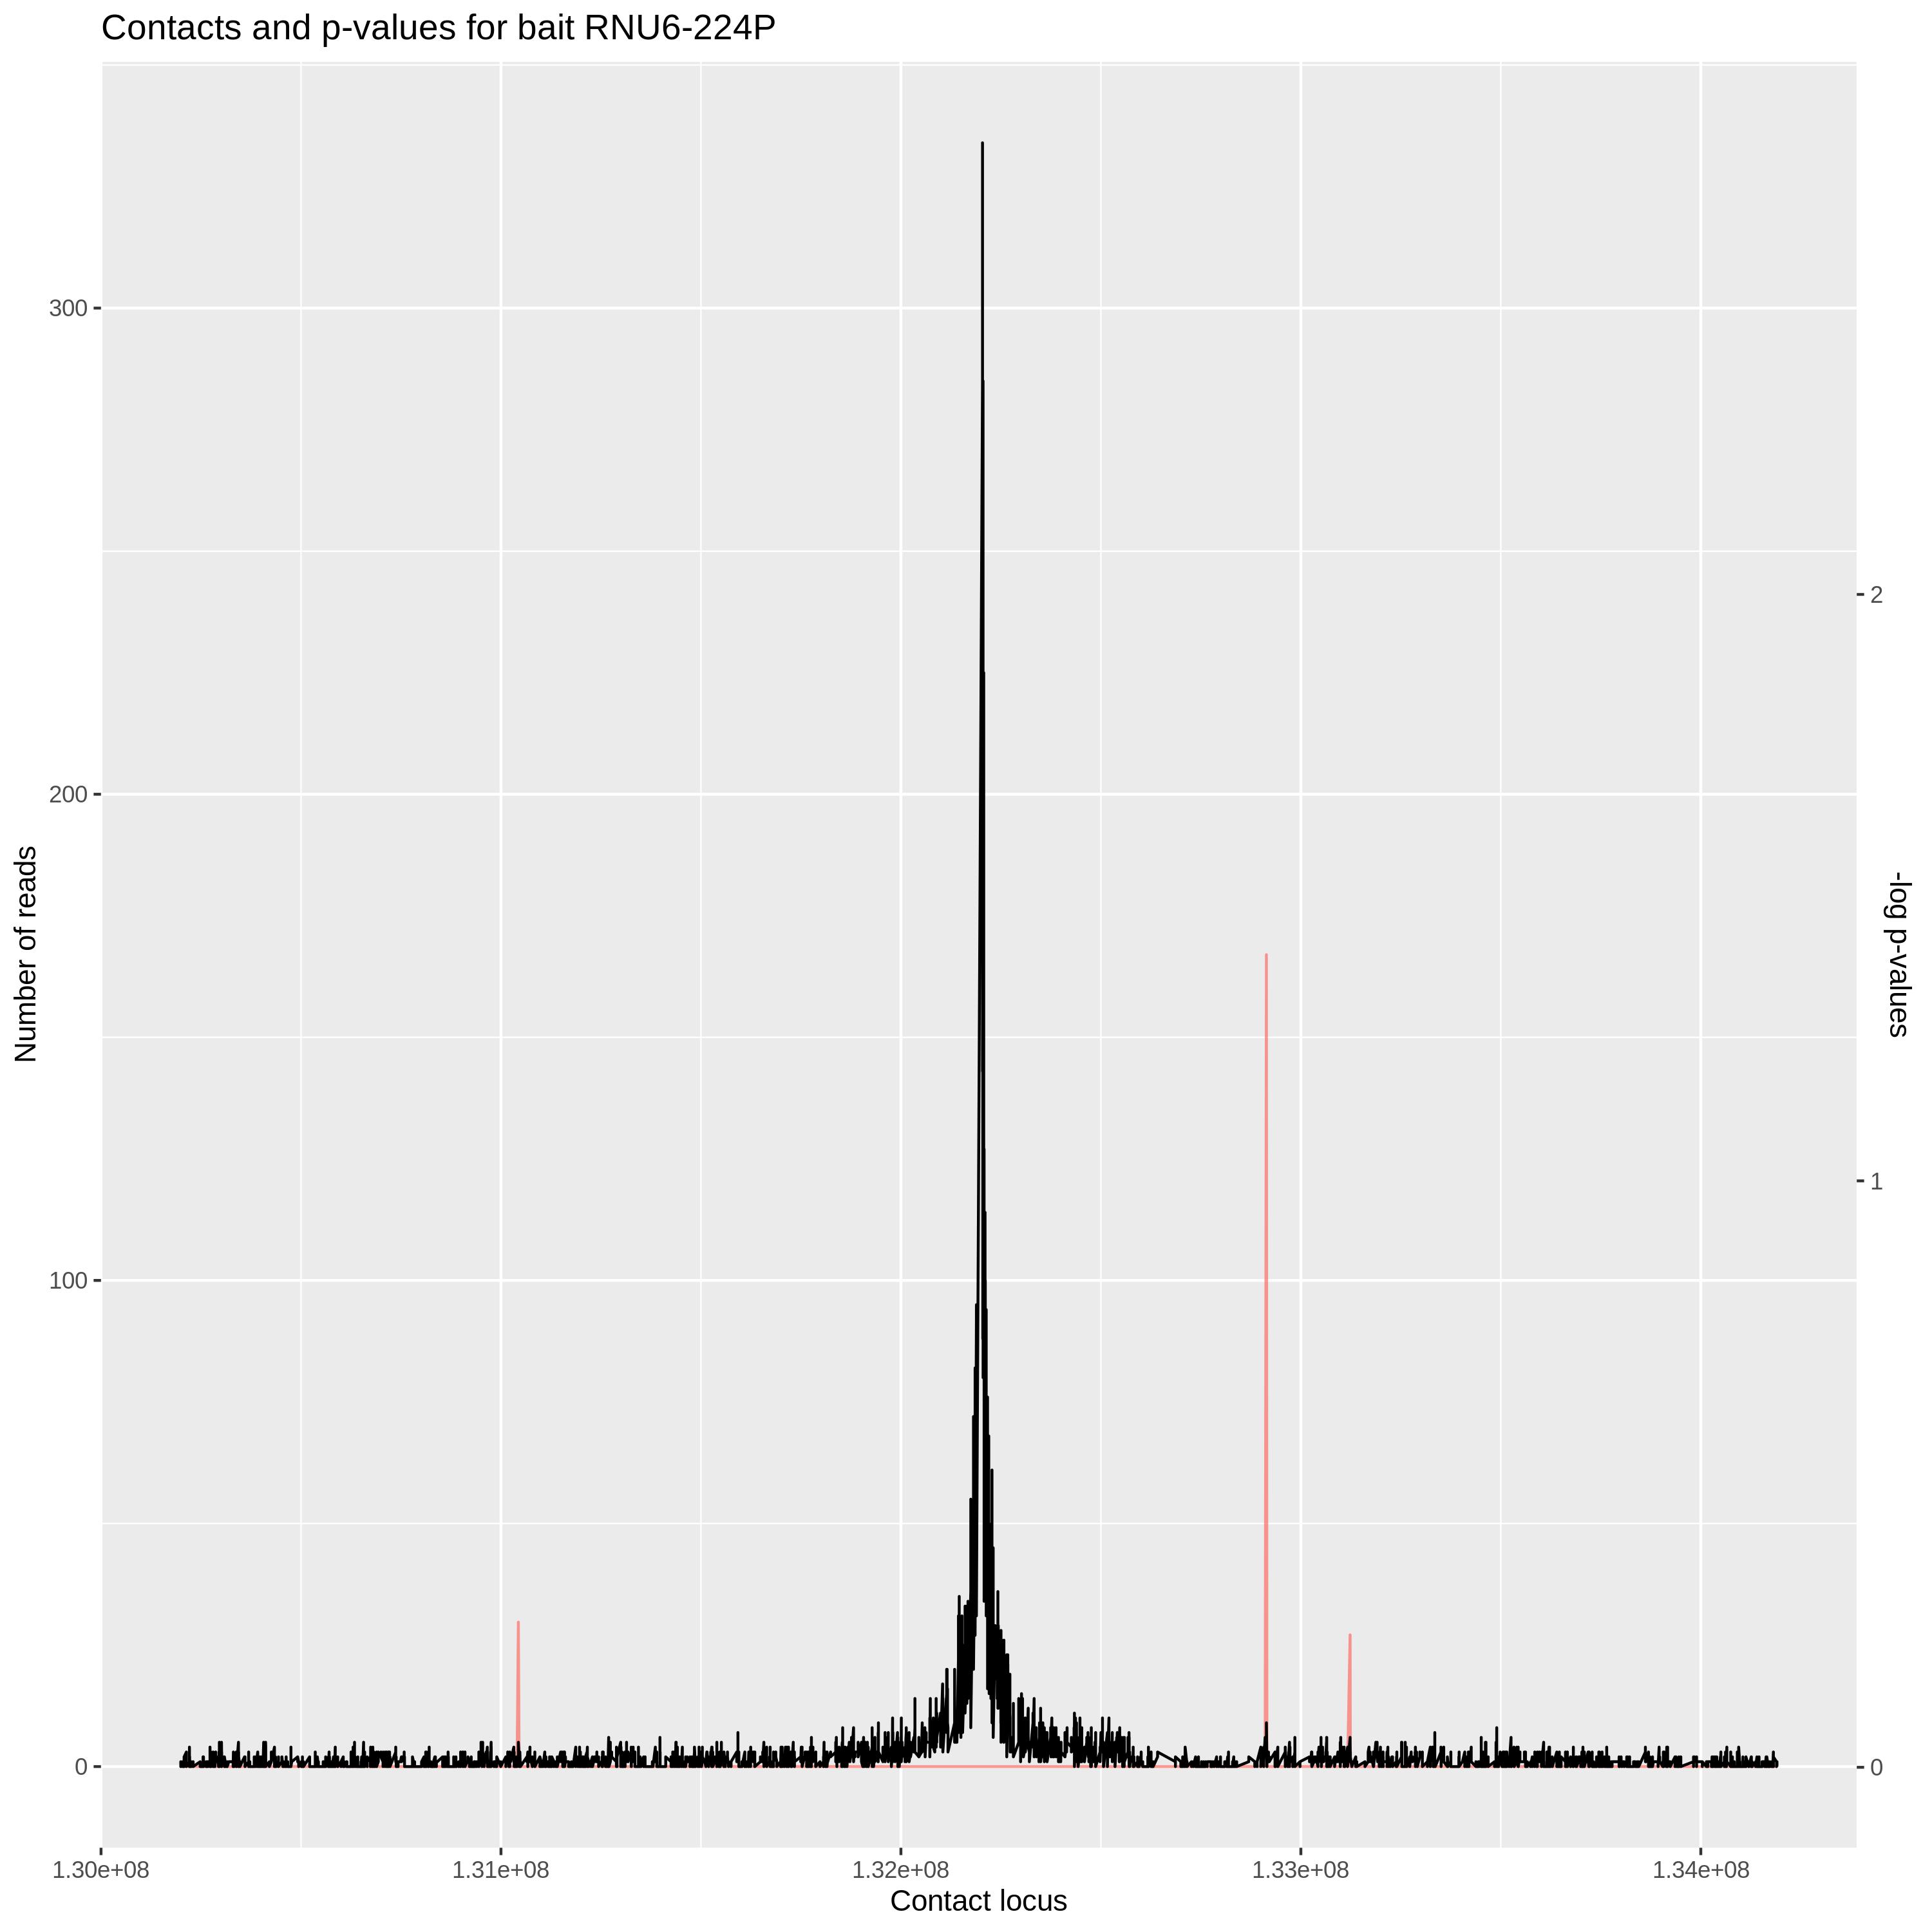 Contacts and p-values for bait RNU6-224P
300
200
100
0
Number of reads
2
1
0
-log p-values
1.30e+08 1.31e+08 1.32e+08 1.33e+08 1.34e+08
Contact locus